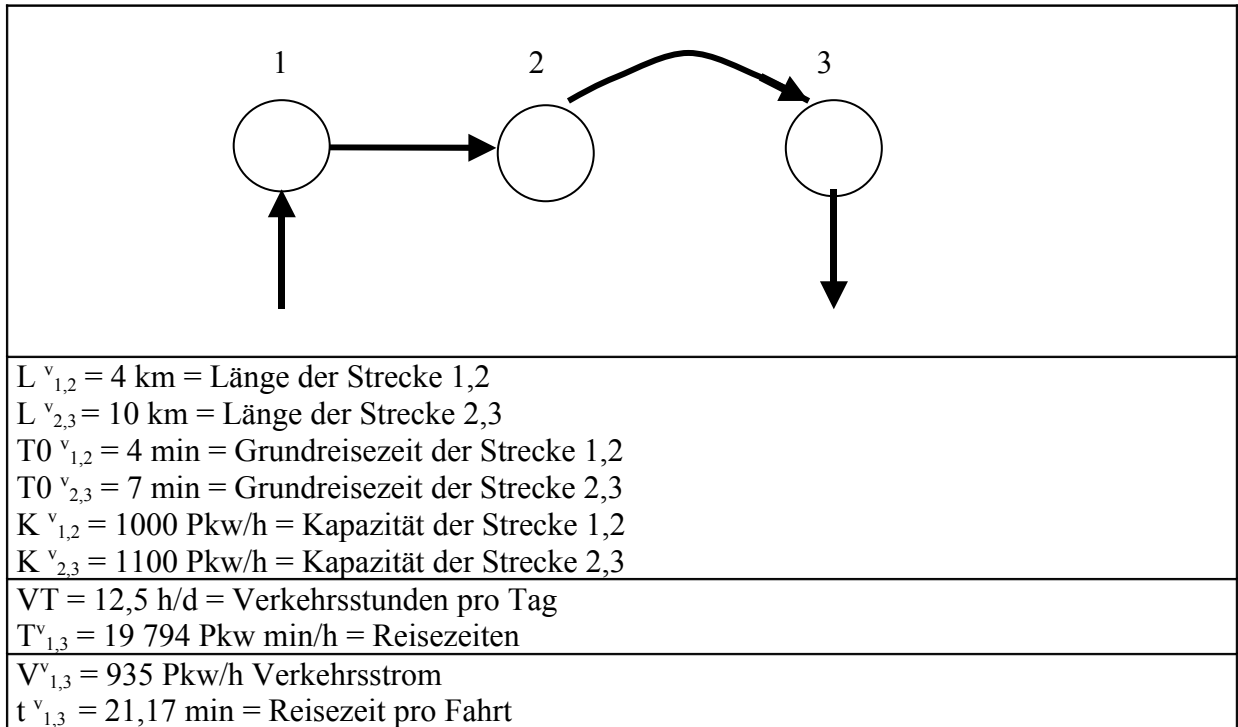 1 2 3
L ᵛ₁,₂ = 4 km = Länge der Strecke 1,2
L ᵛ₂,₃ = 10 km = Länge der Strecke 2,3
T0 ᵛ₁,₂ = 4 min = Grundreisezeit der Strecke 1,2
T0 ᵛ₂,₃ = 7 min = Grundreisezeit der Strecke 2,3
K ᵛ₁,₂ = 1000 Pkw/h = Kapazität der Strecke 1,2
K ᵛ₂,₃ = 1100 Pkw/h = Kapazität der Strecke 2,3
VT = 12,5 h/d = Verkehrsstunden pro Tag
Tᵛ₁,₃ = 19 794 Pkw min/h = Reisezeiten
Vᵛ₁,₃ = 935 Pkw/h Verkehrsstrom
t ᵛ₁,₃ = 21,17 min = Reisezeit pro Fahrt